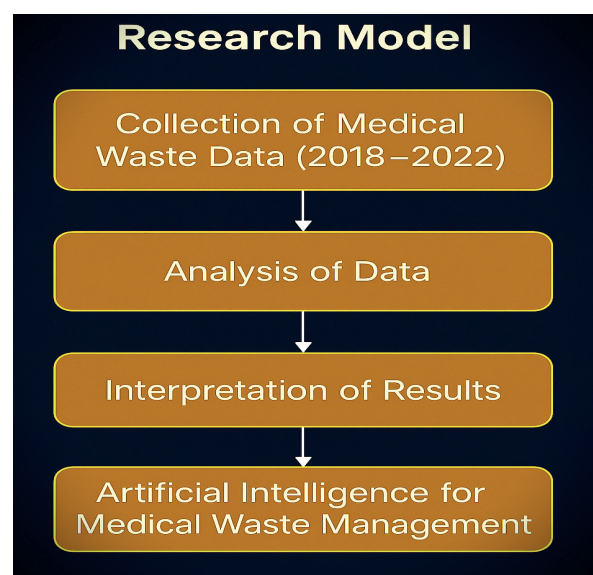 Research Model
Collection of Medical
Waste Data (2018–2022)
Analysis of Data
Interpretation of Results
Artificial Intelligence for
Medical Waste Management